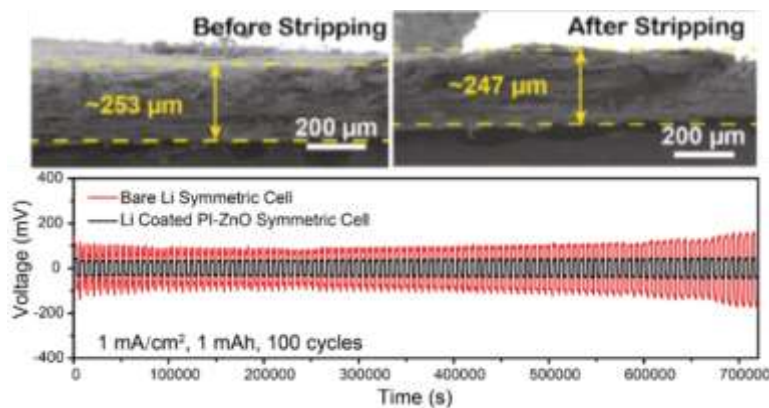 Before Stripping
~253 µm
200 µm
After Stripping
~247 µm
200 µm
400
200
0
-200
-400
Voltage (mV)
Bare Li Symmetric Cell
Li Coated PI-ZnO Symmetric Cell
1 mA/cm², 1 mAh, 100 cycles
0 100000 200000 300000 400000 500000 600000 700000
Time (s)